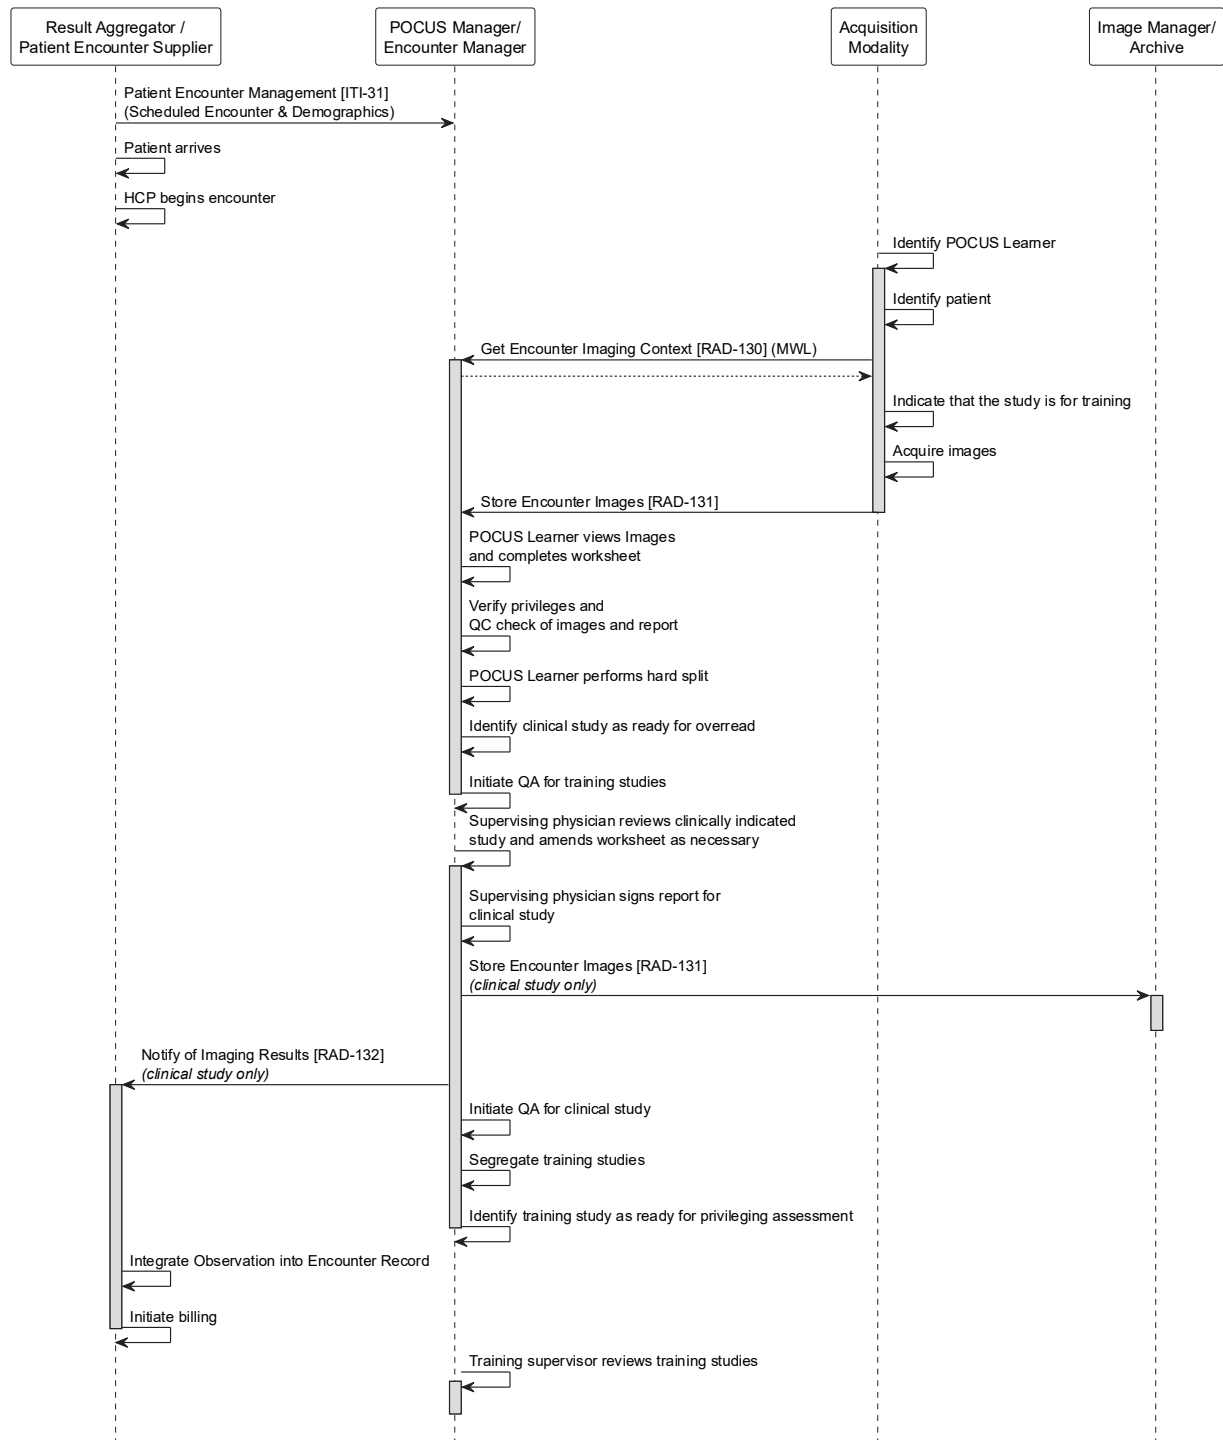 Result Aggregator /
Patient Encounter Supplier
POCUS Manager/
Encounter Manager
Acquisition
Modality
Image Manager/
Archive
Patient Encounter Management [ITI-31]
(Scheduled Encounter & Demographics)
Patient arrives
HCP begins encounter
Identify POCUS Learner
Identify patient
Get Encounter Imaging Context [RAD-130] (MWL)
Indicate that the study is for training
Acquire images
Store Encounter Images [RAD-131]
POCUS Learner views Images
and completes worksheet
Verify privileges and
QC check of images and report
POCUS Learner performs hard split
Identify clinical study as ready for overread
Initiate QA for training studies
Supervising physician reviews clinically indicated
study and amends worksheet as necessary
Supervising physician signs report for
clinical study
Store Encounter Images [RAD-131]
(clinical study only)
Notify of Imaging Results [RAD-132]
(clinical study only)
Initiate QA for clinical study
Segregate training studies
Identify training study as ready for privileging assessment
Integrate Observation into Encounter Record
Initiate billing
Training supervisor reviews training studies